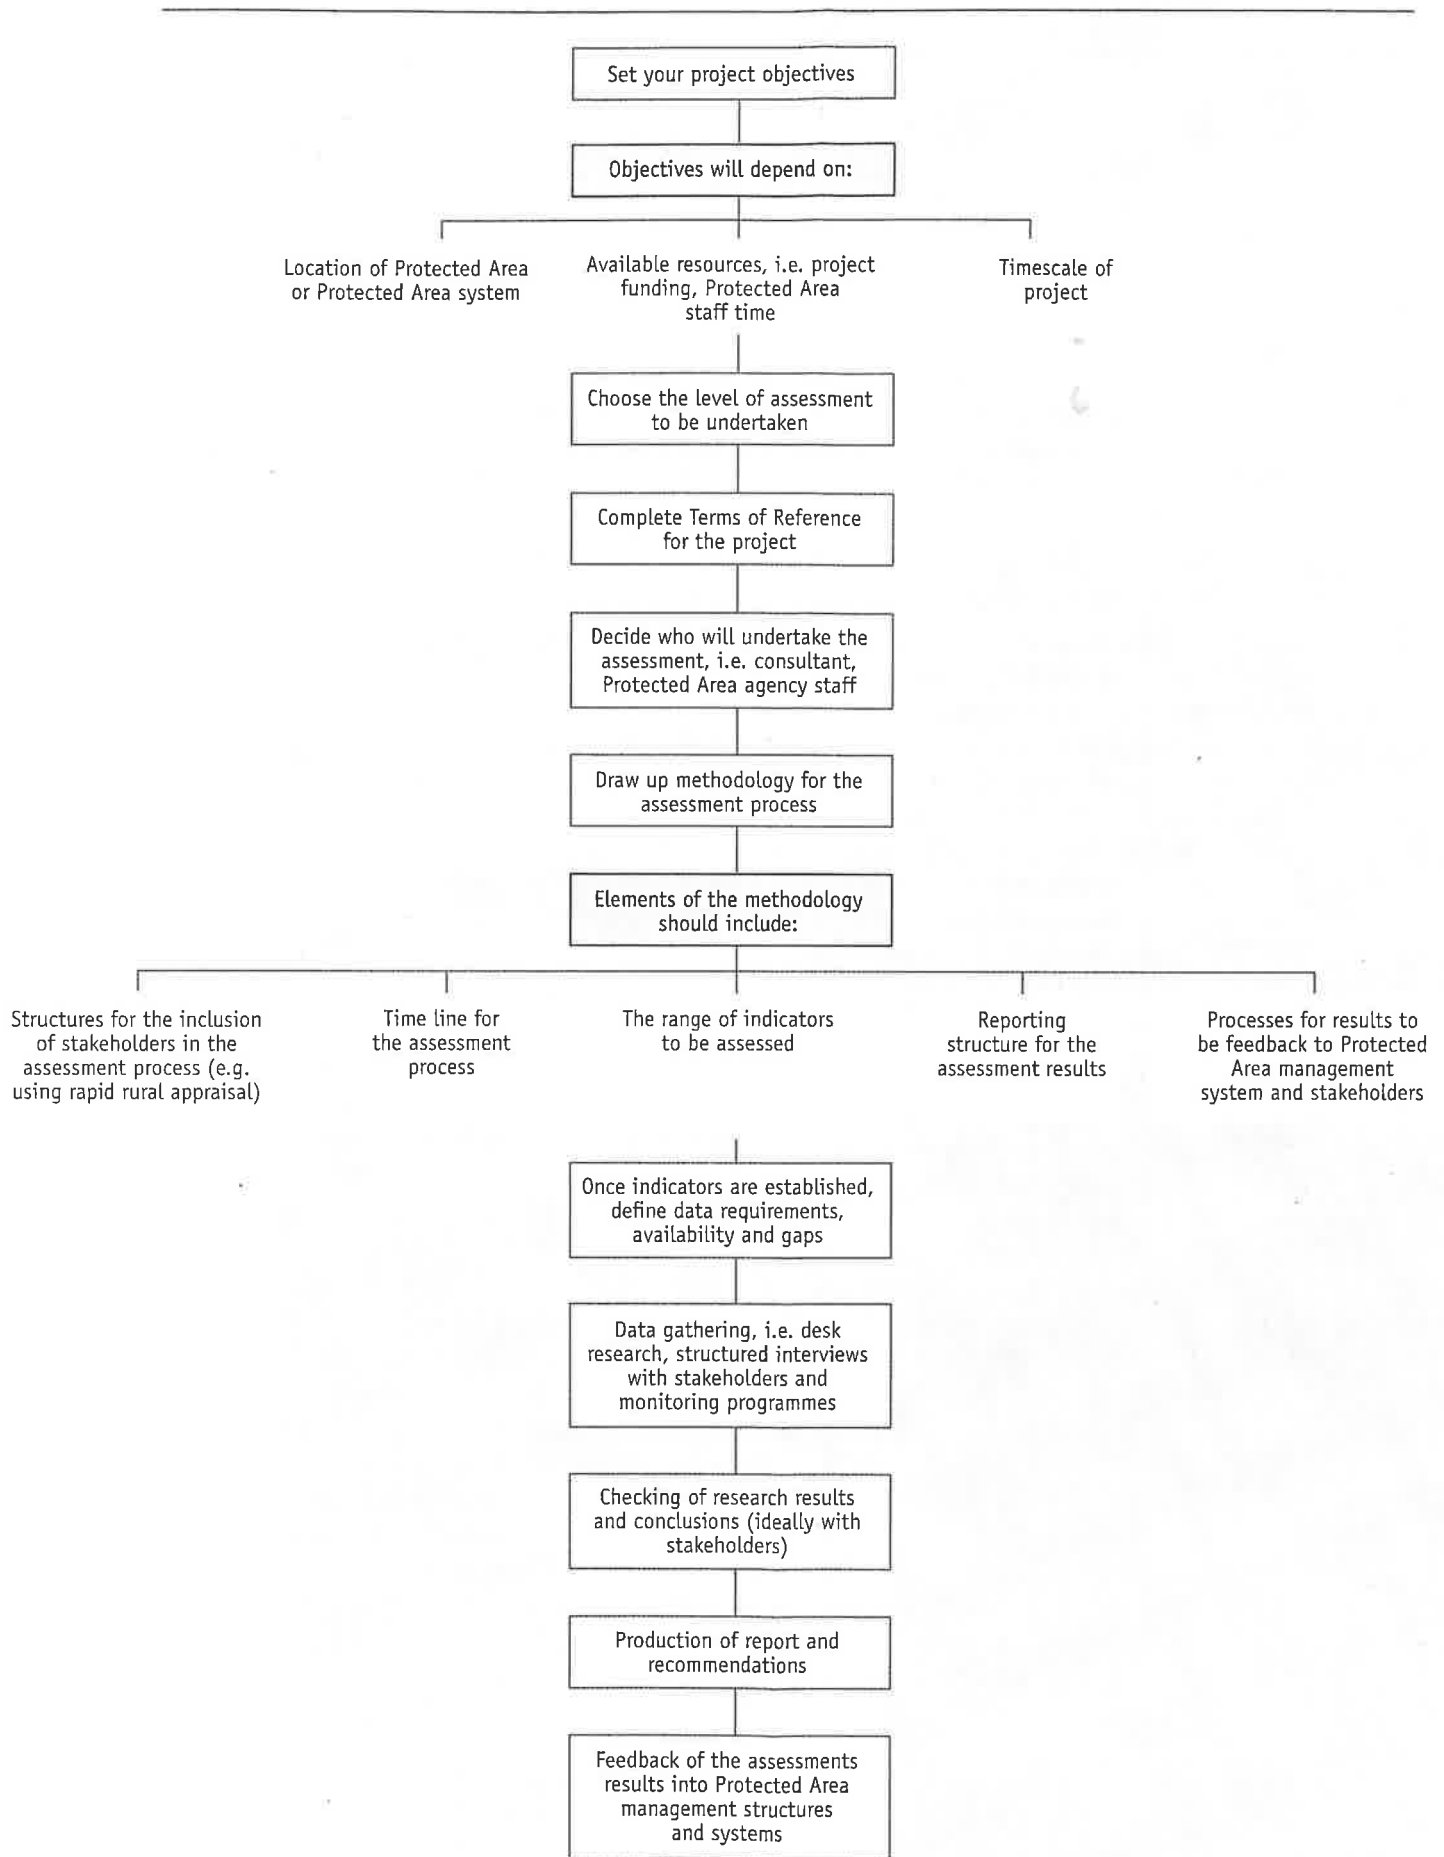 Set your project objectives
Objectives will depend on:
Location of Protected Area
or Protected Area system
Available resources, i.e. project
funding, Protected Area
staff time
Timescale of
project
Choose the level of assessment
to be undertaken
Complete Terms of Reference
for the project
Decide who will undertake the
assessment, i.e. consultant,
Protected Area agency staff
Draw up methodology for the
assessment process
Elements of the methodology
should include:
Structures for the inclusion
of stakeholders in the
assessment process (e.g.
using rapid rural appraisal)
Time line for
the assessment
process
The range of indicators
to be assessed
Reporting
structure for the
assessment results
Processes for results to
be feedback to Protected
Area management
system and stakeholders
Once indicators are established,
define data requirements,
availability and gaps
Data gathering, i.e. desk
research, structured interviews
with stakeholders and
monitoring programmes
Checking of research results
and conclusions (ideally with
stakeholders)
Production of report and
recommendations
Feedback of the assessments
results into Protected Area
management structures
and systems